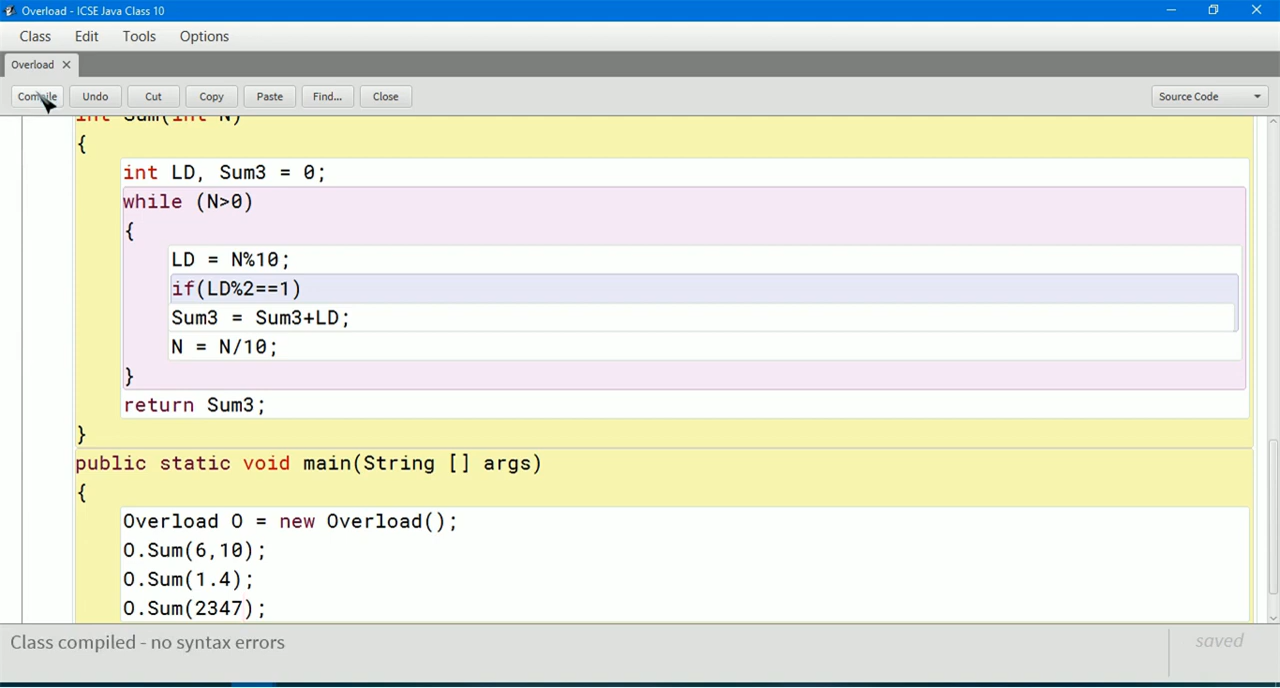 Overload - ICSE Java Class 10
Class Edit Tools Options
Overload
Compile Undo Cut Copy Paste Find... Close Source Code
int Sum(int N)
{
int LD, Sum3 = 0;
while (N>0)
{
LD = N%10;
if(LD%2==1)
Sum3 = Sum3+LD;
N = N/10;
}
return Sum3;
}
public static void main(String [] args)
{
Overload O = new Overload();
O.Sum(6,10);
O.Sum(1.4);
O.Sum(2347);
Class compiled - no syntax errors
saved